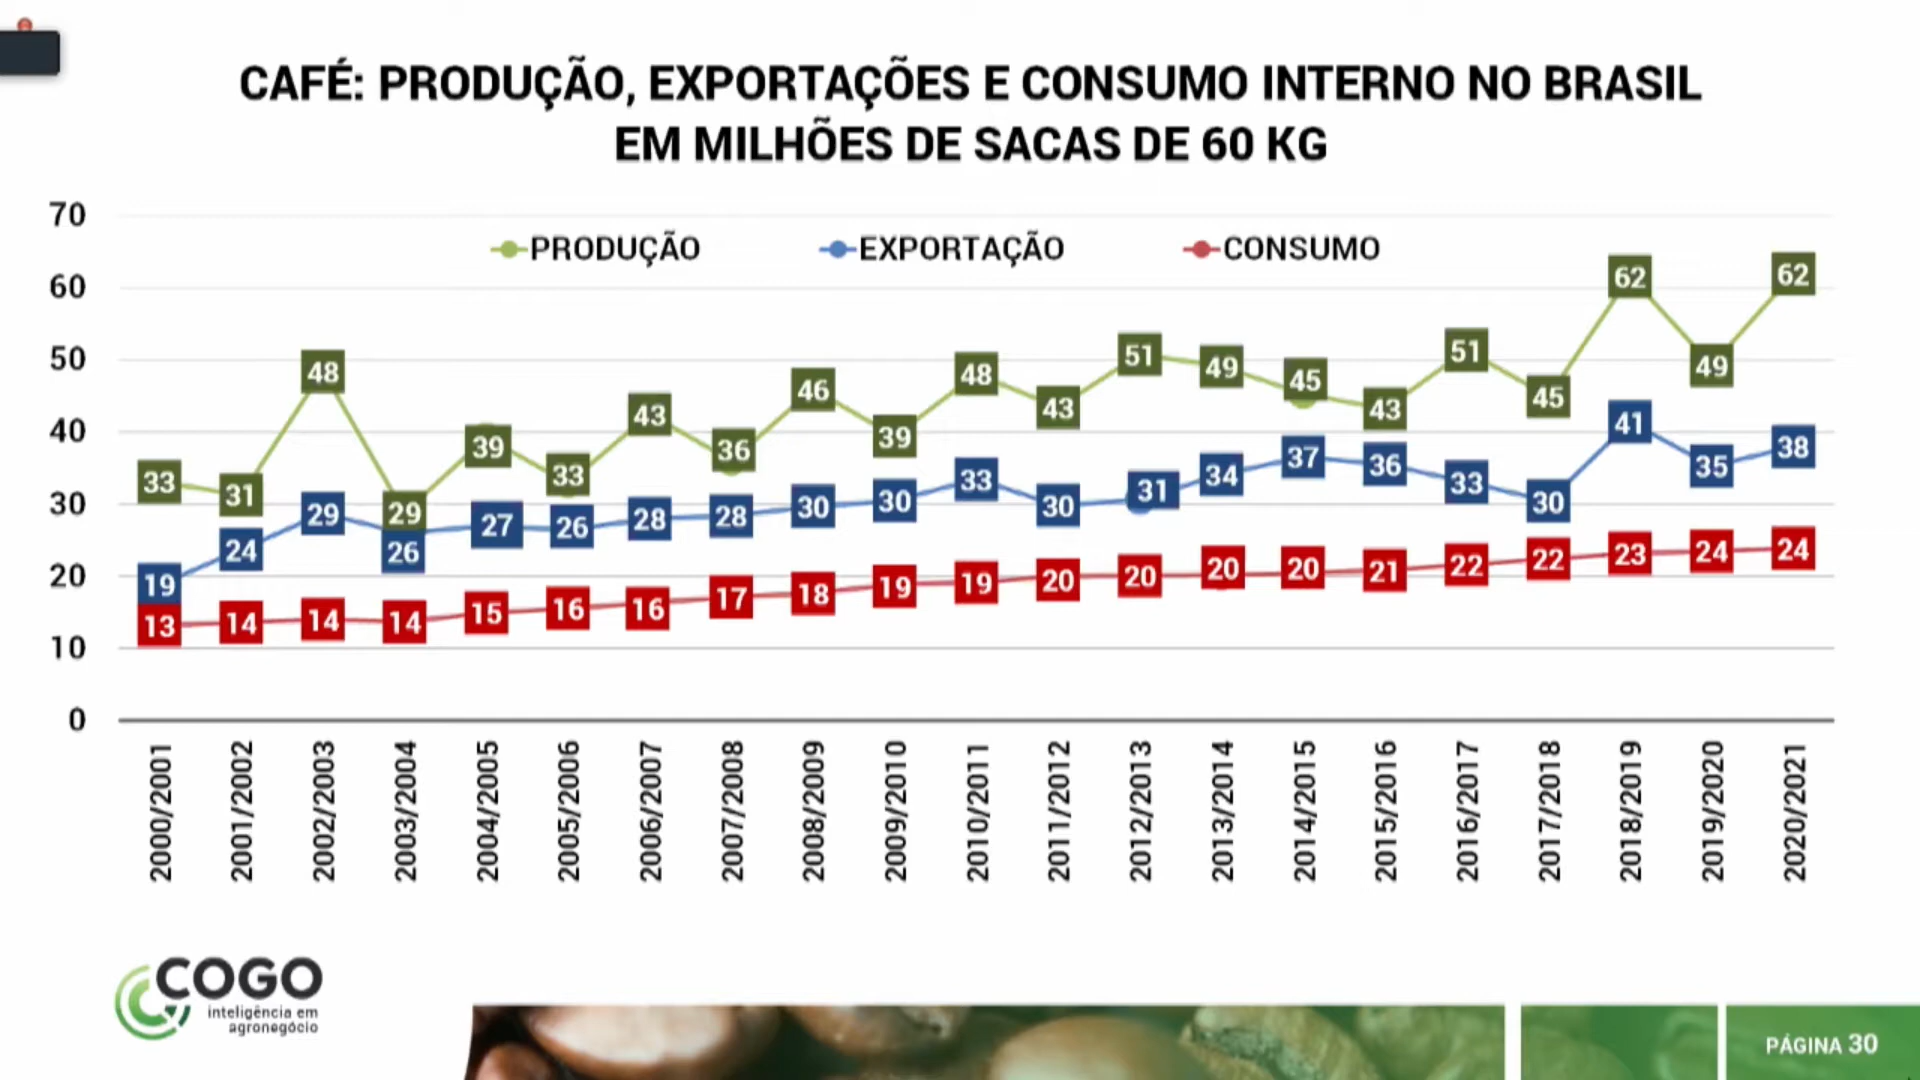 CAFÉ: PRODUÇÃO, EXPORTAÇÕES E CONSUMO INTERNO NO BRASIL
EM MILHÕES DE SACAS DE 60 KG
PRODUÇÃO EXPORTAÇÃO CONSUMO
70
60
50
40
30
20
10
0
33 31 48 29 39 33 43 36 46 39 48 43 51 49 45 43 51 45 62 49 62
19 24 29 26 27 26 28 28 30 30 33 30 31 34 37 36 33 30 41 35 38
13 14 14 14 15 16 16 17 18 19 19 20 20 20 20 21 22 22 23 24 24
2000/2001 2001/2002 2002/2003 2003/2004 2004/2005 2005/2006 2006/2007 2007/2008 2008/2009 2009/2010 2010/2011 2011/2012 2012/2013 2013/2014 2014/2015 2015/2016 2016/2017 2017/2018 2018/2019 2019/2020 2020/2021
COGO
inteligência em
agronegócio
PÁGINA 30